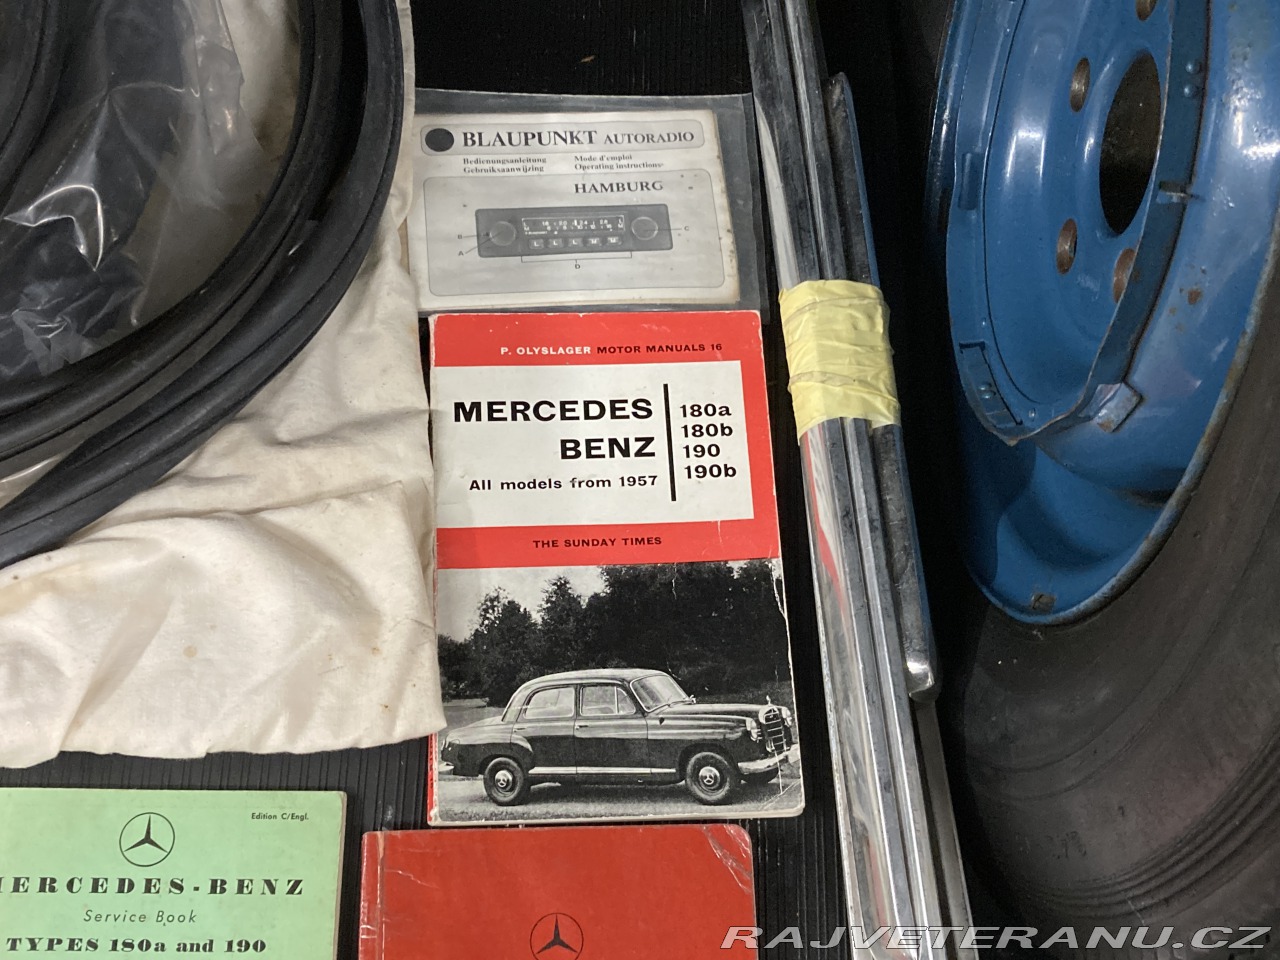 BLAUPUNKT AUTORADIO
Bedienungsanleitung Mode d'emploi
Gebruiksaanwijzing Operating instructions
HAMBURG
P. OLYSLAGER MOTOR MANUALS 16
MERCEDES
BENZ
All models from 1957
180a
180b
190
190b
THE SUNDAY TIMES
Edition C/Engl.
MERCEDES-BENZ
Service Book
TYPES 180a and 190
RAJVETERANU.CZ